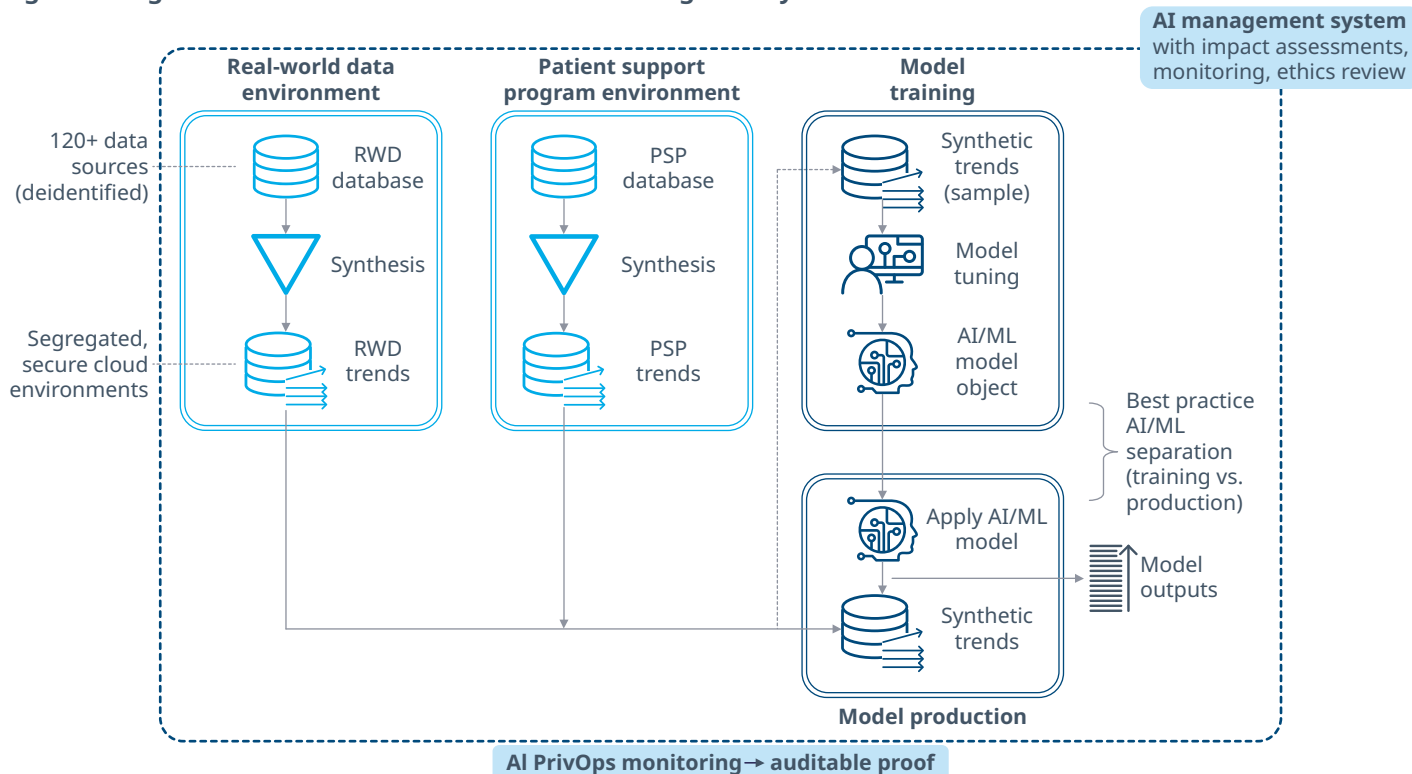 AI management system
with impact assessments,
monitoring, ethics review
Real-world data
environment
Patient support
program environment
Model
training
120+ data
sources
(deidentified)
RWD
database
Synthesis
Segregated,
secure cloud
environments
RWD
trends
PSP
database
Synthesis
PSP
trends
Synthetic
trends
(sample)
Model
tuning
AI/ML
model
object
Best practice
AI/ML
separation
(training vs.
production)
Apply AI/ML
model
Model
outputs
Synthetic
trends
Model production
AI PrivOps monitoring→ auditable proof